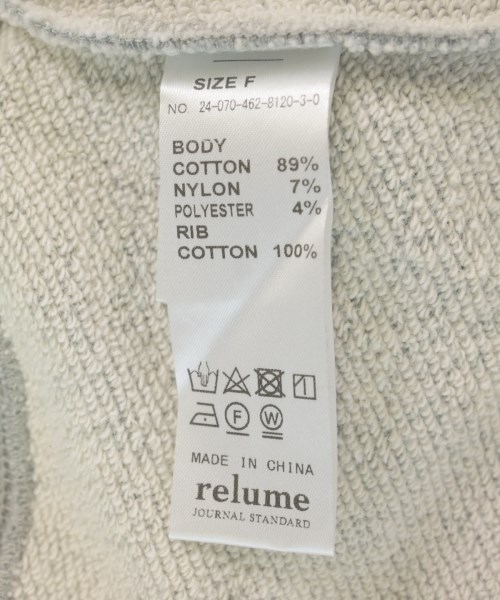 SIZE F
NO. 24-070-462-8120-3-0
BODY
COTTON 89%
NYLON 7%
POLYESTER 4%
RIB
COTTON 100%
F W
MADE IN CHINA
relume
JOURNAL STANDARD